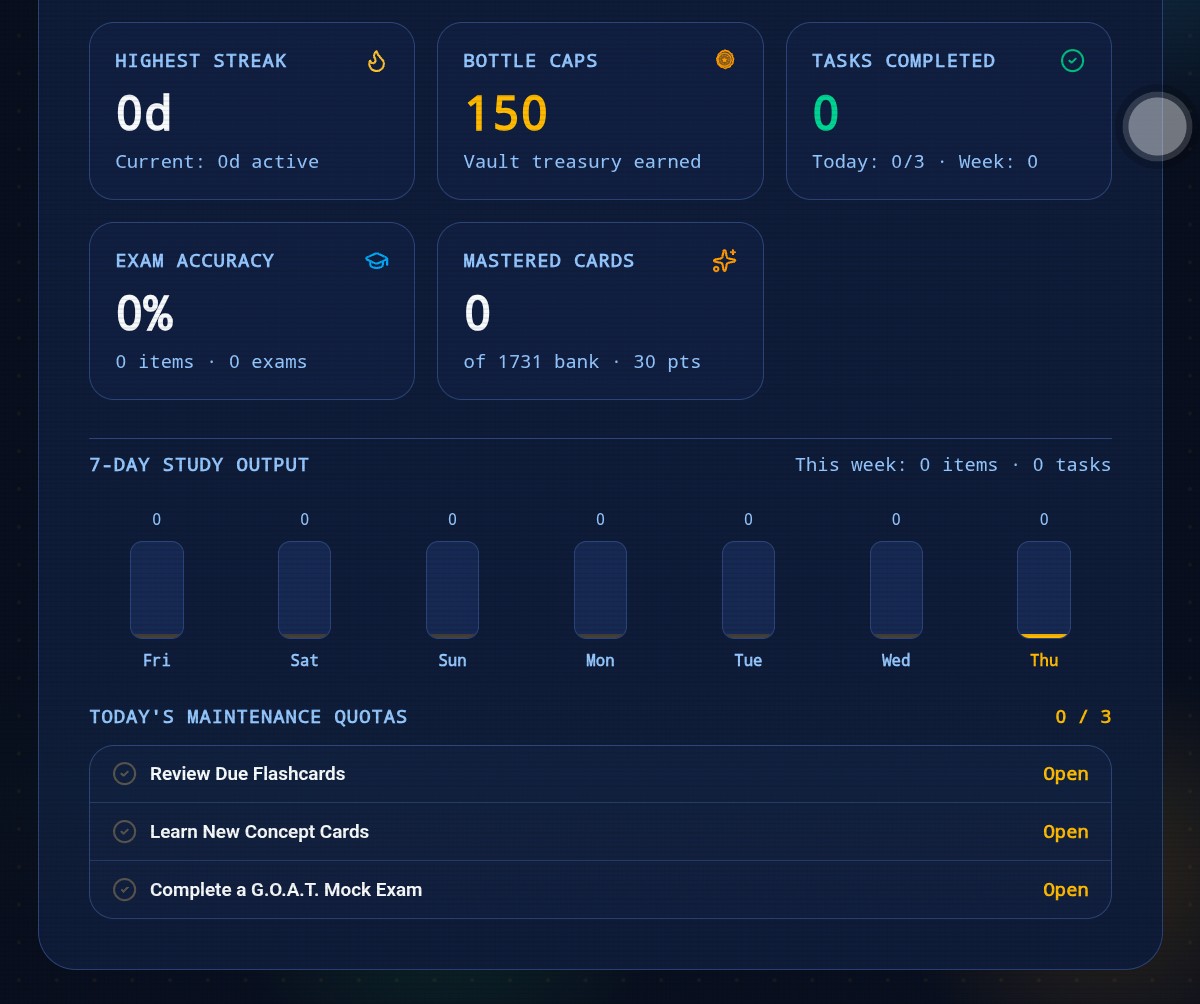 HIGHEST STREAK
0d
Current: 0d active
BOTTLE CAPS
150
Vault treasury earned
TASKS COMPLETED
0
Today: 0/3 · Week: 0
EXAM ACCURACY
0%
0 items · 0 exams
MASTERED CARDS
0
of 1731 bank · 30 pts
7-DAY STUDY OUTPUT
This week: 0 items · 0 tasks
0 0 0 0 0 0 0
Fri Sat Sun Mon Tue Wed Thu
TODAY'S MAINTENANCE QUOTAS
0 / 3
Review Due Flashcards Open
Learn New Concept Cards Open
Complete a G.O.A.T. Mock Exam Open